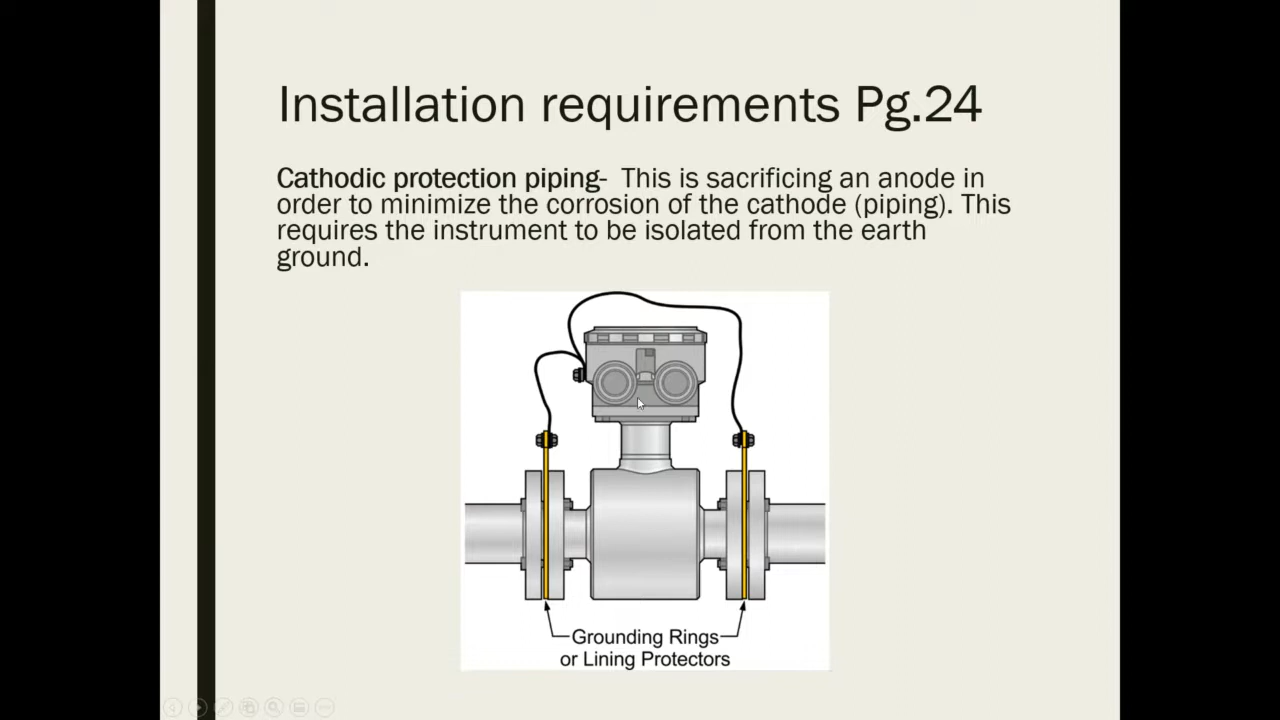 Installation requirements Pg.24
Cathodic protection piping- This is sacrificing an anode in
order to minimize the corrosion of the cathode (piping). This
requires the instrument to be isolated from the earth
ground.
Grounding Rings
or Lining Protectors